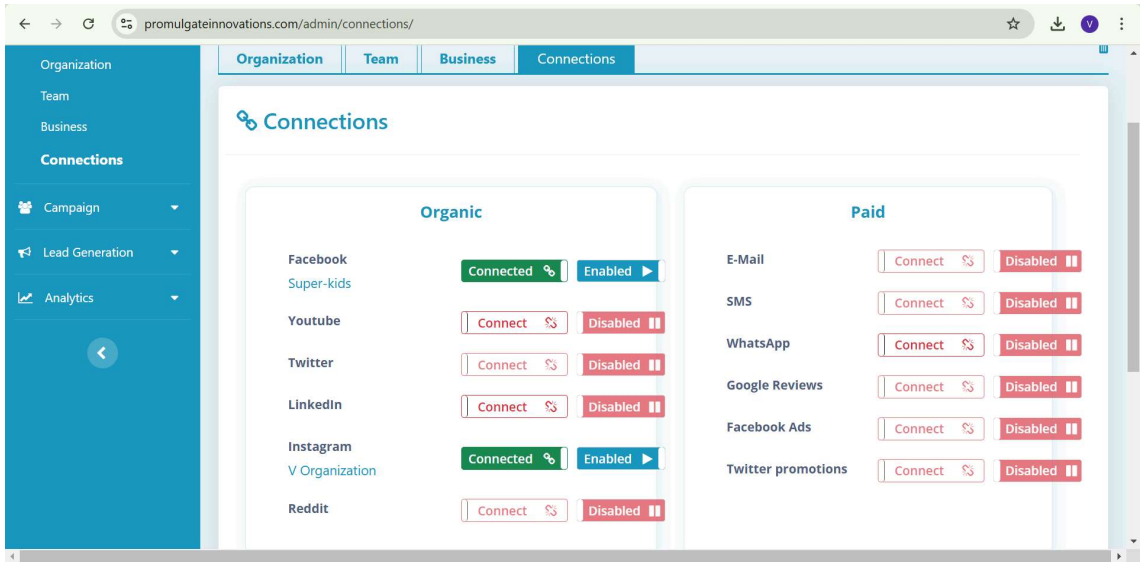 promulgateinnovations.com/admin/connections/
V
Organization
Team
Business
Connections
Campaign
Lead Generation
Analytics
Organization Team Business Connections
Connections
Organic
Facebook Connected Enabled
Super-kids
Youtube Connect Disabled
Twitter Connect Disabled
LinkedIn Connect Disabled
Instagram Connected Enabled
V Organization
Reddit Connect Disabled
Paid
E-Mail Connect Disabled
SMS Connect Disabled
WhatsApp Connect Disabled
Google Reviews Connect Disabled
Facebook Ads Connect Disabled
Twitter promotions Connect Disabled